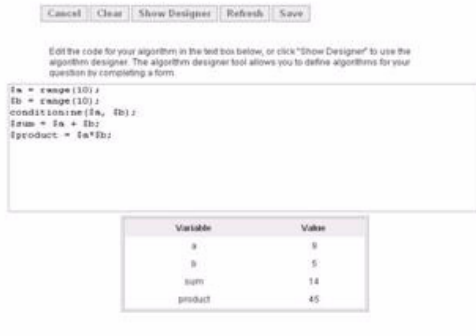 Cancel Clear Show Designer Refresh Save
Edit the code for your algorithm in the text box below, or click "Show Designer" to use the
algorithm designer. The algorithm designer tool allows you to define algorithms for your
question by completing a form.
$a = range(10);
$b = range(10);
condition:ne($a, $b);
$sum = $a + $b;
$product = $a*$b;
Variable Value
a 9
b 5
sum 14
product 45